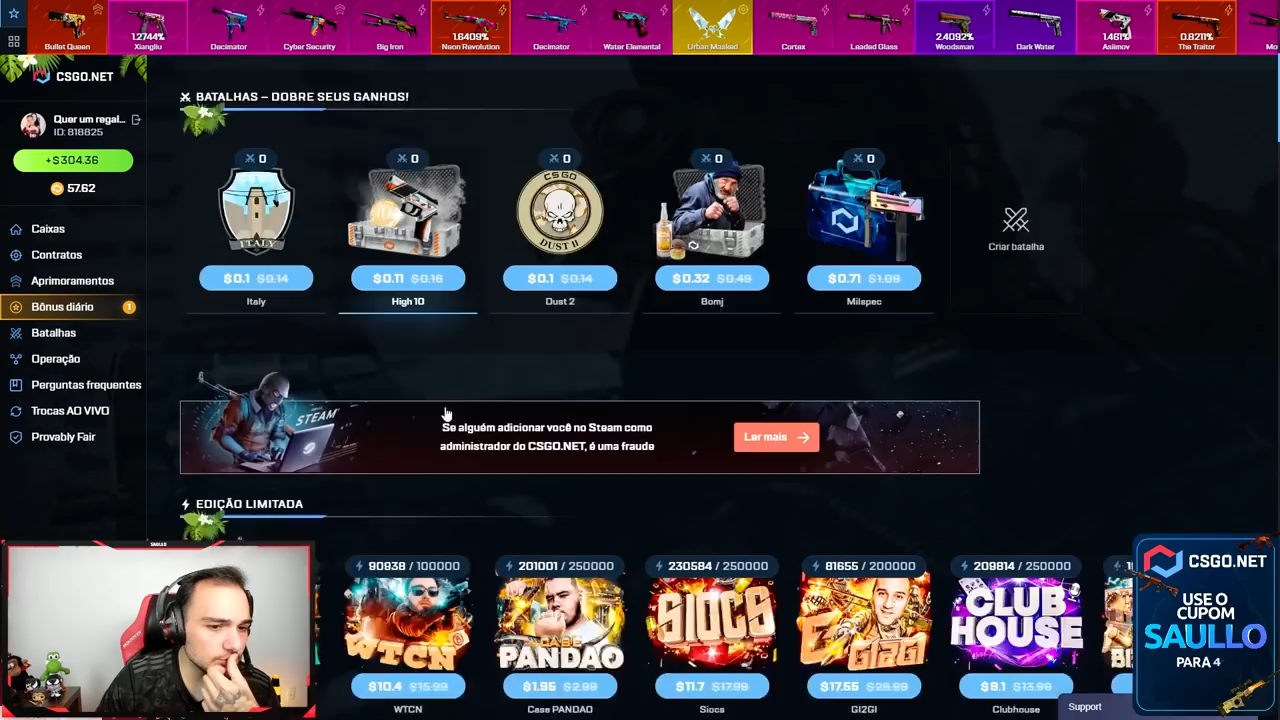 1.2744%
1.6409%
2.4092%
1.461%
0.8211%
Bullet Queen
Xiangliu
Decimator
Cyber Security
Big Iron
Neon Revolution
Decimator
Water Elemental
Urban Masked
Cortex
Leaded Glass
Woodsman
Dark Water
Asiimov
The Traitor
Mo
CSGO.NET
Quer um regal...
ID: 818825
+$304.36
57.62
Caixas
Contratos
Aprimoramentos
Bônus diário
1
Batalhas
Operação
Perguntas frequentes
Trocas AO VIVO
Provably Fair
BATALHAS – DOBRE SEUS GANHOS!
0
0
0
0
0
ITALY
CS GO
DUST II
$0.1 $0.14
$0.11 $0.16
$0.1 $0.14
$0.32 $0.49
$0.71 $1.09
Italy
High 10
Dust 2
Bomj
Milspec
Criar batalha
STEAM
Se alguém adicionar você no Steam como
administrador do CSGO.NET, é uma fraude
Ler mais
EDIÇÃO LIMITADA
90938 / 100000
201001 / 250000
230584 / 250000
81655 / 200000
209814 / 250000
WTCN
CASE
PANDAO
SIOCS
GI2GI
CLUB
HOUSE
$10.4 $15.99
$1.95 $2.99
$11.7 $17.99
$17.55 $26.99
$9.1 $13.99
WTCN
Case PANDAO
Siocs
GI2GI
Clubhouse
SAULLO
CSGO.NET
USE O
CUPOM
SAULLO
PARA 4
Support